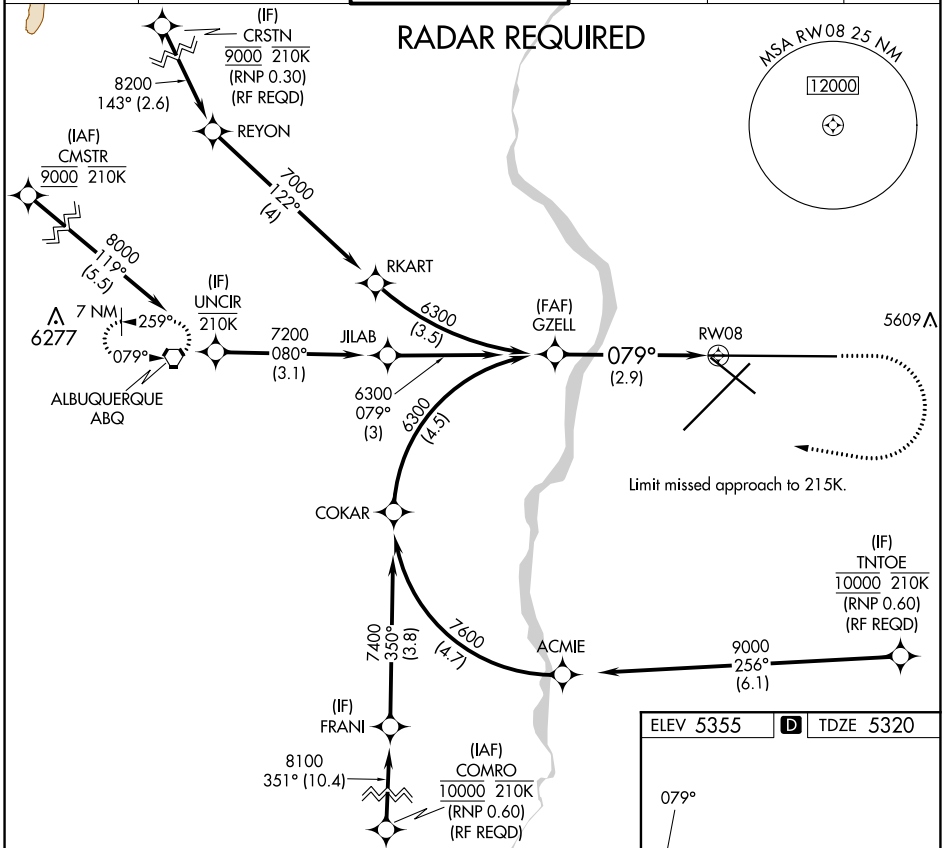 RADAR REQUIRED
(IF)
CRSTN
9000 210K
(RNP 0.30)
(RF REQD)
8200
143° (2.6)
REYON
MSA RW08 25 NM
12000
(IAF)
CMSTR
9000 210K
7000
122°
(4)
8000
119°
(5.5)
RKART
(IF)
UNCIR
210K
6277
7 NM
259°
079°
ALBUQUERQUE
ABQ
7200
080°
(3.1)
JILAB
6300
(3.5)
(FAF)
GZELL
6300
079°
(3)
079°
(2.9)
RW08
5609
6300
(4.5)
Limit missed approach to 215K.
COKAR
(IF)
TNTOE
10000 210K
(RNP 0.60)
(RF REQD)
7400
350°
(3.8)
7600
(4.7)
ACMIE
9000
256°
(6.1)
(IF)
FRANI
8100
351° (10.4)
(IAF)
COMRO
10000 210K
(RNP 0.60)
(RF REQD)
ELEV 5355 D TDZE 5320
079°